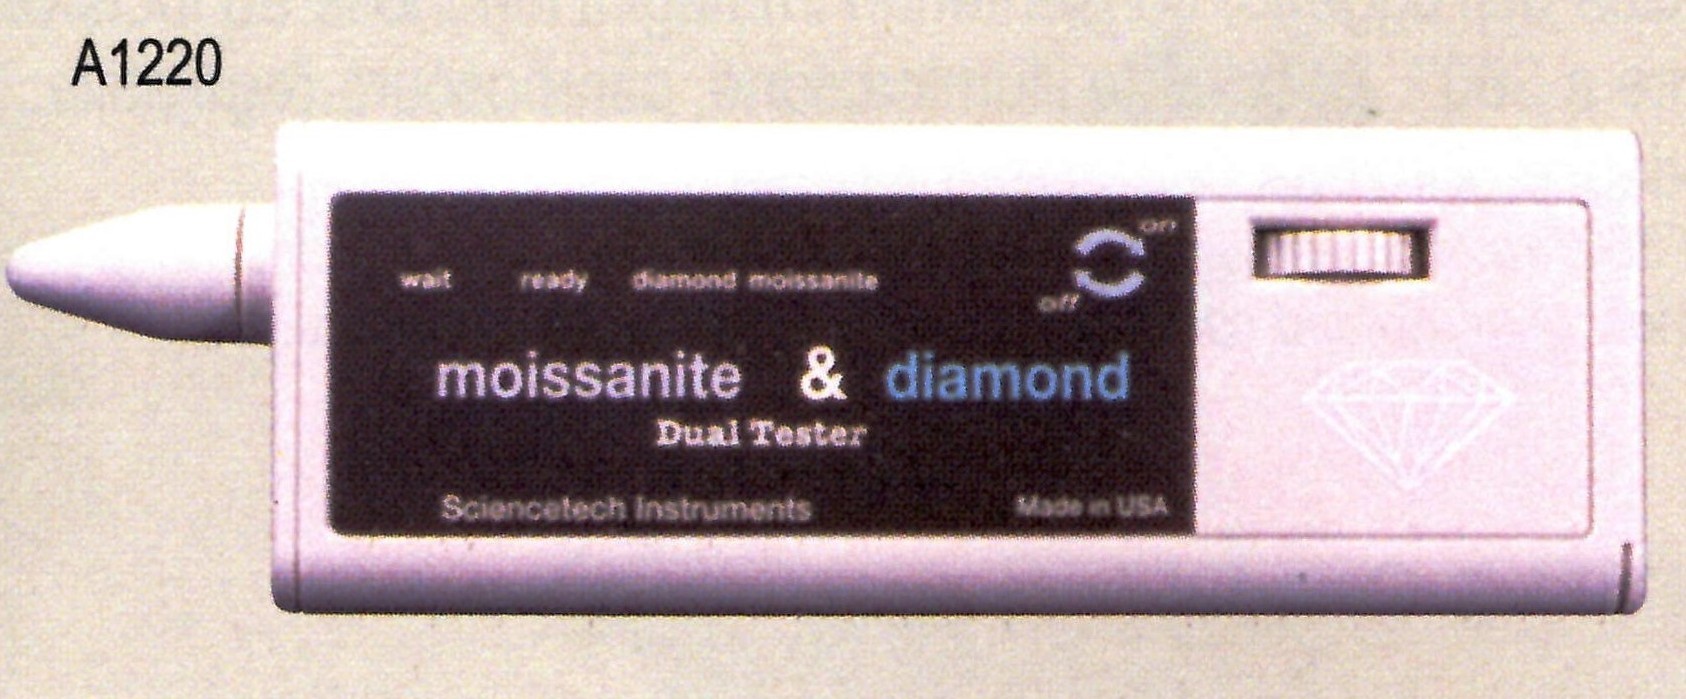 A1220
on
wait ready diamond moissanite
off
moissanite & diamond
Dual Tester
Sciencetech Instruments Made in USA